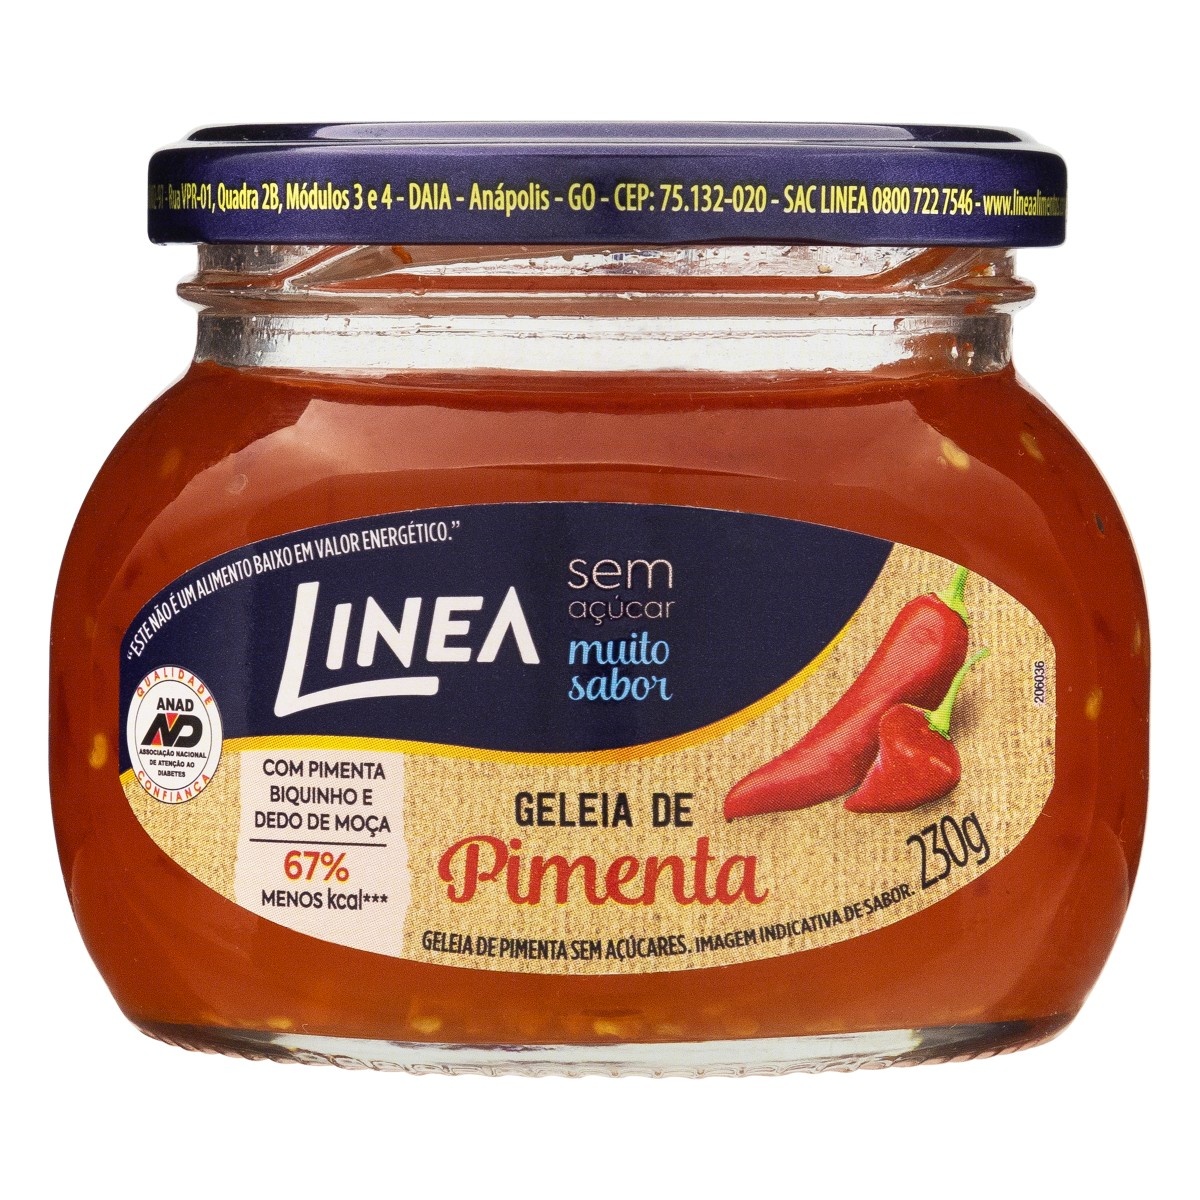 - Rua VPR-01, Quadra 2B, Módulos 3 e 4 - DAIA - Anápolis - GO - CEP: 75.132-020 - SAC LINEA 0800 722 7546 - www.lineaalimentos
"ESTE NÃO É UM ALIMENTO BAIXO EM VALOR ENERGÉTICO."
LINEA
sem
açúcar
muito
sabor
QUALIDADE
ANAD
ASSOCIAÇÃO NACIONAL
DE ATENÇÃO AO
DIABETES
CONFIANÇA
206036
COM PIMENTA
BIQUINHO E
DEDO DE MOÇA
67%
MENOS kcal***
GELEIA DE
Pimenta
230g
GELEIA DE PIMENTA SEM AÇÚCARES. IMAGEM INDICATIVA DE SABOR.